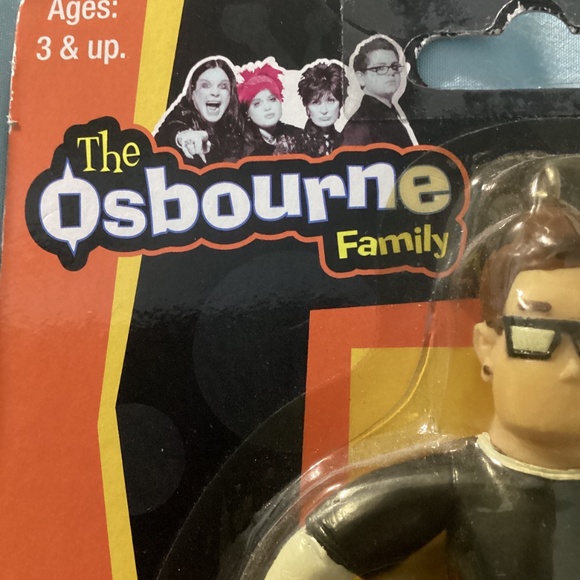 Ages:
3 & up.
The
Osbourne
Family